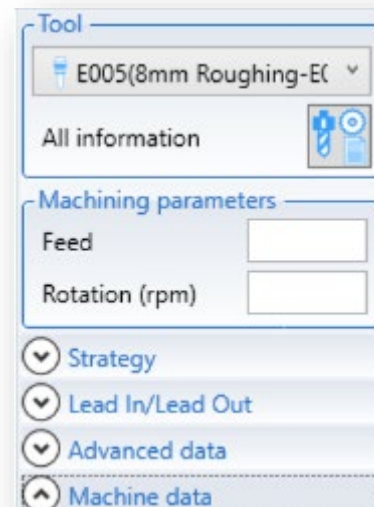 Tool
E005(8mm Roughing-E(
All information
Machining parameters
Feed
Rotation (rpm)
Strategy
Lead In/Lead Out
Advanced data
Machine data